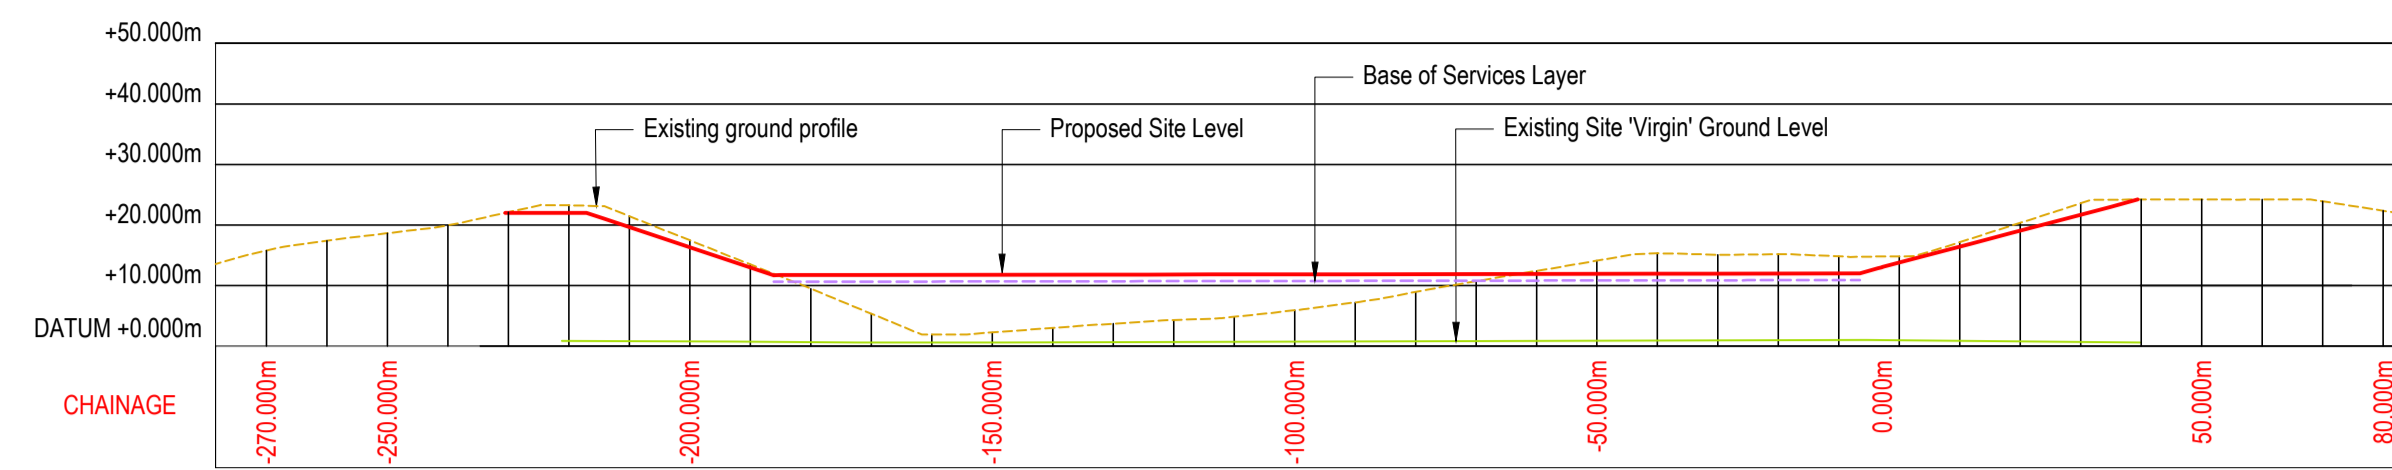 +50.000m
Base of Services Layer
+40.000m
Existing ground profile
Proposed Site Level
Existing Site 'Virgin' Ground Level
+30.000m
+20.000m
+10.000m
DATUM +0.000m
CHAINAGE
-270.000m
-250.000m
-200.000m
-150.000m
-100.000m
-50.000m
0.000m
50.000m
80.000m